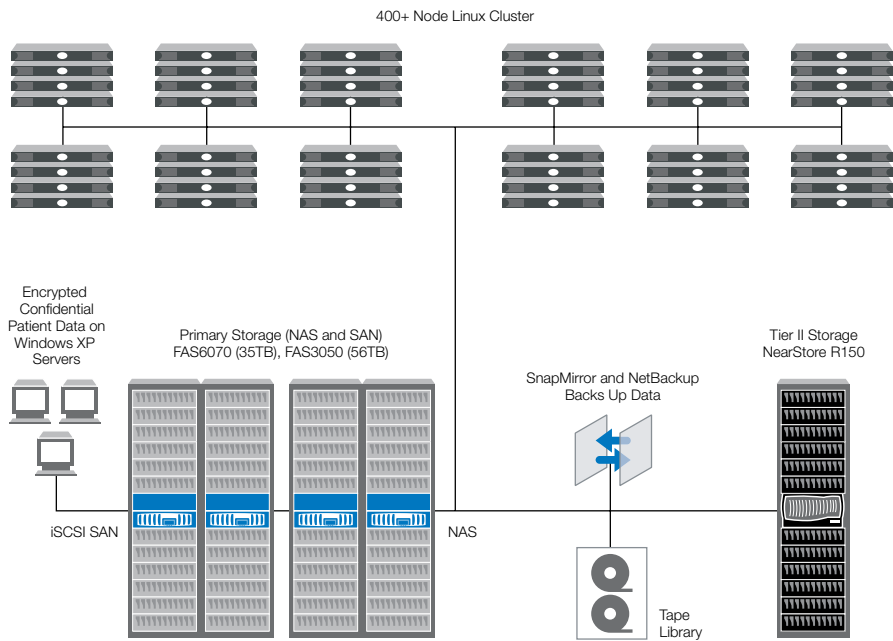 400+ Node Linux Cluster
Encrypted
Confidential
Patient Data on
Windows XP
Servers
Primary Storage (NAS and SAN)
FAS6070 (35TB), FAS3050 (56TB)
SnapMirror and NetBackup
Backs Up Data
Tier II Storage
NearStore R150
iSCSI SAN
NAS
Tape
Library